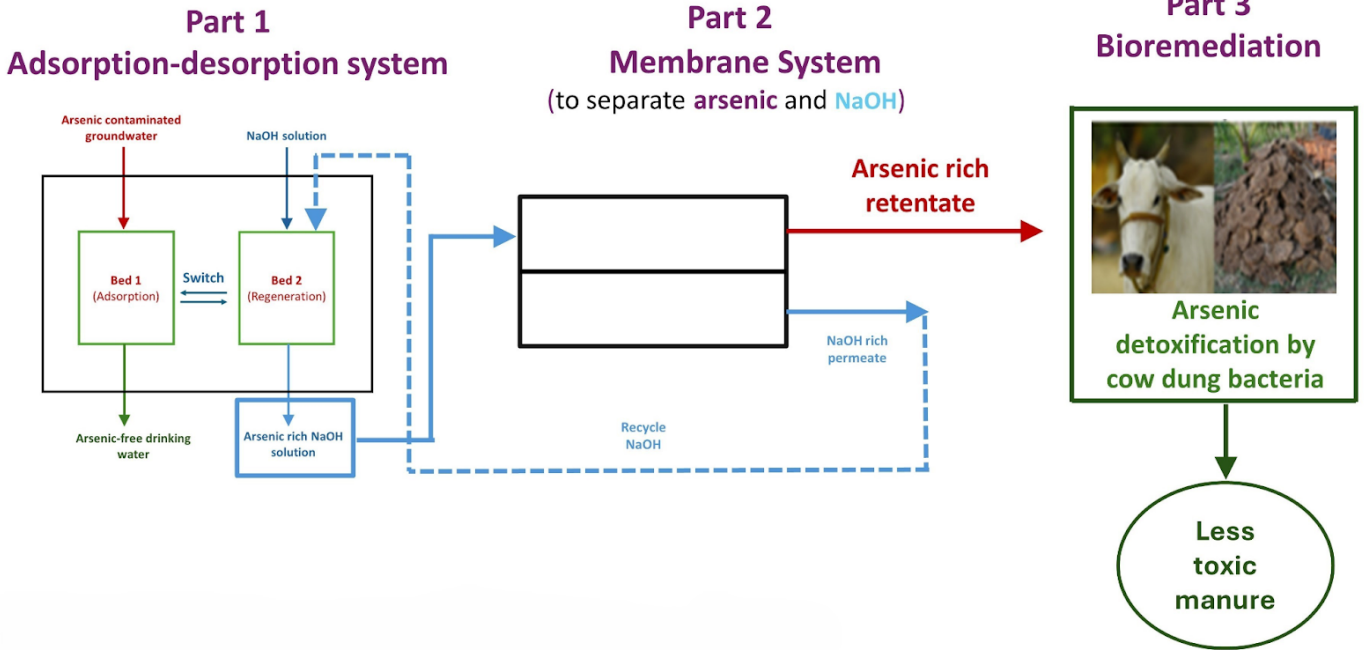 Part 1
Adsorption-desorption system
Part 2
Membrane System
(to separate arsenic and NaOH)
Part 3
Bioremediation
Arsenic contaminated
groundwater
NaOH solution
Bed 1
(Adsorption)
Switch
Bed 2
(Regeneration)
Arsenic-free drinking
water
Arsenic rich NaOH
solution
Arsenic rich
retentate
NaOH rich
permeate
Recycle
NaOH
Arsenic
detoxification by
cow dung bacteria
Less
toxic
manure